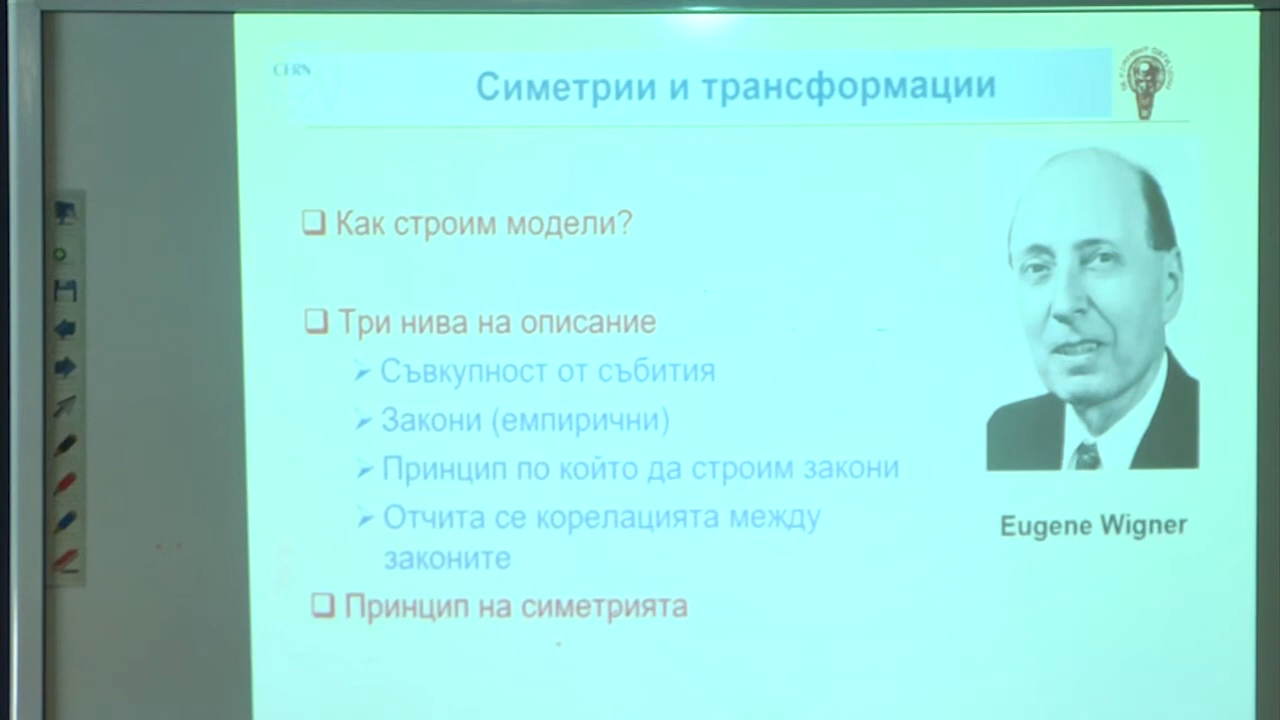 CERN
Симетрии и трансформации
Как строим модели?
Три нива на описание
Съвкупност от събития
Закони (емпирични)
Принцип по който да строим закони
Отчита се корелацията между
законите
Принцип на симетрията
Eugene Wigner